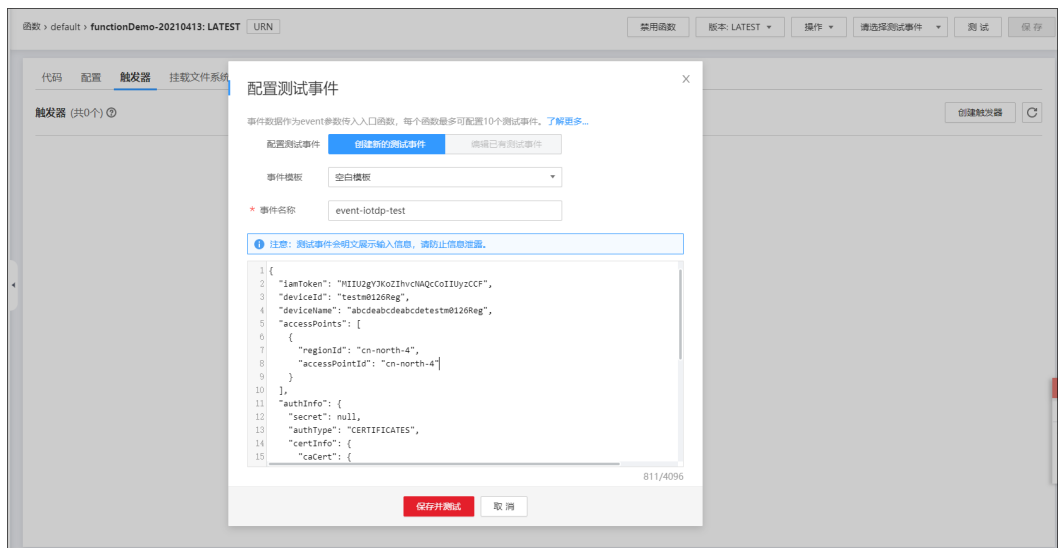 函数 › default › functionDemo-20210413: LATEST URN 禁用函数 版本: LATEST 操作 请选择测试事件 测 试 保 存
代码 配置 触发器 挂载文件系统
触发器 (共0个) 创建触发器
配置测试事件
事件数据作为event参数传入入口函数，每个函数最多可配置10个测试事件。了解更多...
配置测试事件 创建新的测试事件 编辑已有测试事件
事件模板 空白模板
* 事件名称 event-iotdp-test
注意：测试事件会明文展示输入信息，请防止信息泄露。
1 {
2 "iamToken": "MIIU2gYJKoZIhvcNAQcCoIIUyzCCF",
3 "deviceId": "testm0126Reg",
4 "deviceName": "abcdeabcdeabcdetestm0126Reg",
5 "accessPoints": [
6 {
7 "regionId": "cn-north-4",
8 "accessPointId": "cn-north-4"
9 }
10 ],
11 "authInfo": {
12 "secret": null,
13 "authType": "CERTIFICATES",
14 "certInfo": {
15 "caCert": {
811/4096
保存并测试 取 消